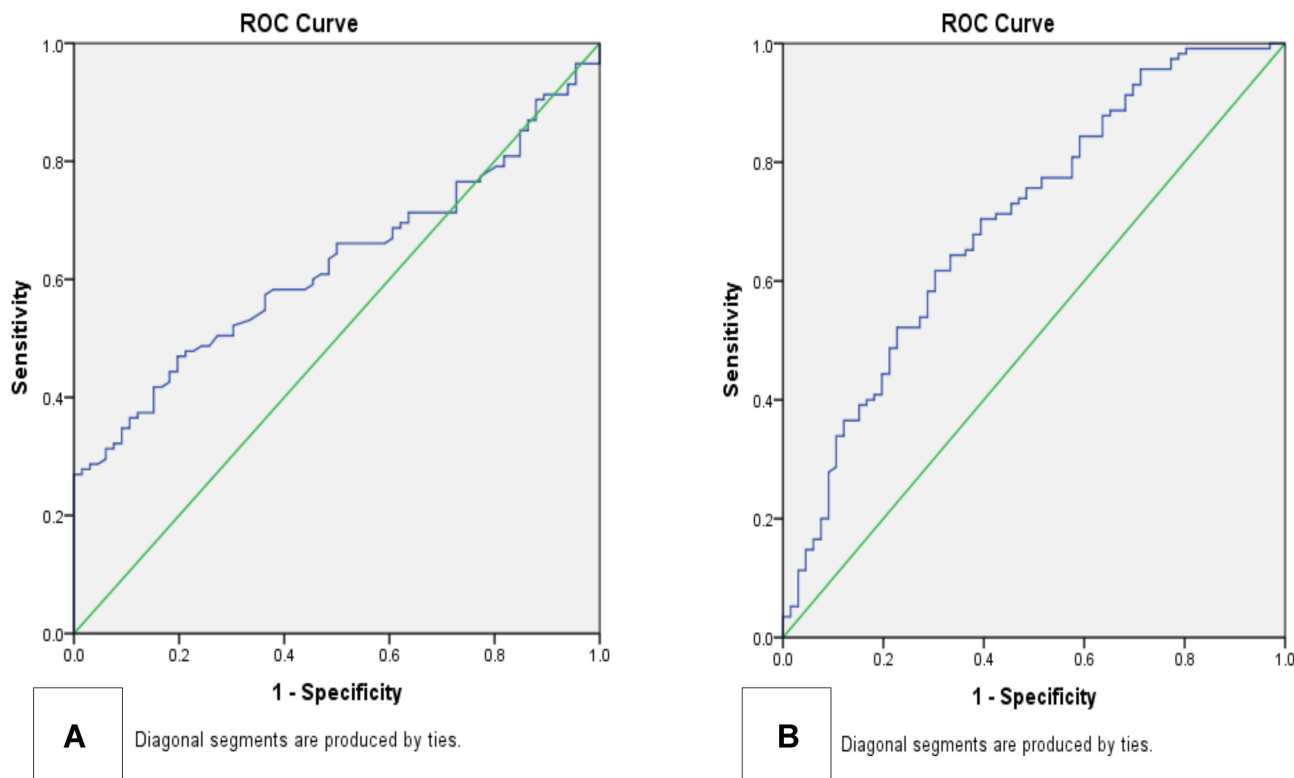 ROC Curve
1.0
0.8
0.6
0.4
0.2
0.0
Sensitivity
0.0 0.2 0.4 0.6 0.8 1.0
1 - Specificity
A
Diagonal segments are produced by ties.
ROC Curve
1.0
0.8
0.6
0.4
0.2
0.0
Sensitivity
0.0 0.2 0.4 0.6 0.8 1.0
1 - Specificity
B
Diagonal segments are produced by ties.